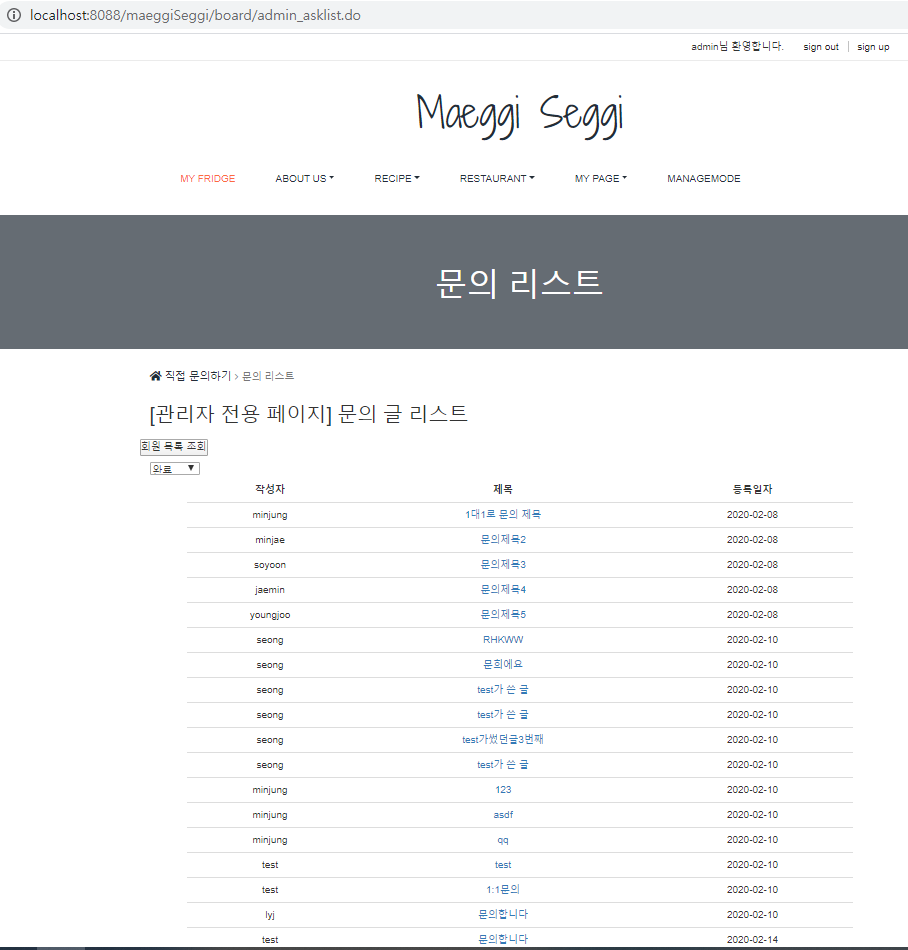 localhost:8088/maeggiSeggi/board/admin_asklist.do
admin님 환영합니다. sign out sign up
Maeggi Seggi
MY FRIDGE ABOUT US RECIPE RESTAURANT MY PAGE MANAGEMODE
문의 리스트
직접 문의하기 > 문의 리스트
[관리자 전용 페이지] 문의 글 리스트
회원 목록 조회
완료
작성자 제목 등록일자
minjung 1대1로 문의 제목 2020-02-08
minjae 문의제목2 2020-02-08
soyoon 문의제목3 2020-02-08
jaemin 문의제목4 2020-02-08
youngjoo 문의제목5 2020-02-08
seong RHKWW 2020-02-10
seong 문희에요 2020-02-10
seong test가 쓴 글 2020-02-10
seong test가 쓴 글 2020-02-10
seong test가썼던글3번째 2020-02-10
seong test가 쓴 글 2020-02-10
minjung 123 2020-02-10
minjung asdf 2020-02-10
minjung qq 2020-02-10
test test 2020-02-10
test 1:1문의 2020-02-10
lyj 문의합니다 2020-02-10
test 문의합니다 2020-02-14